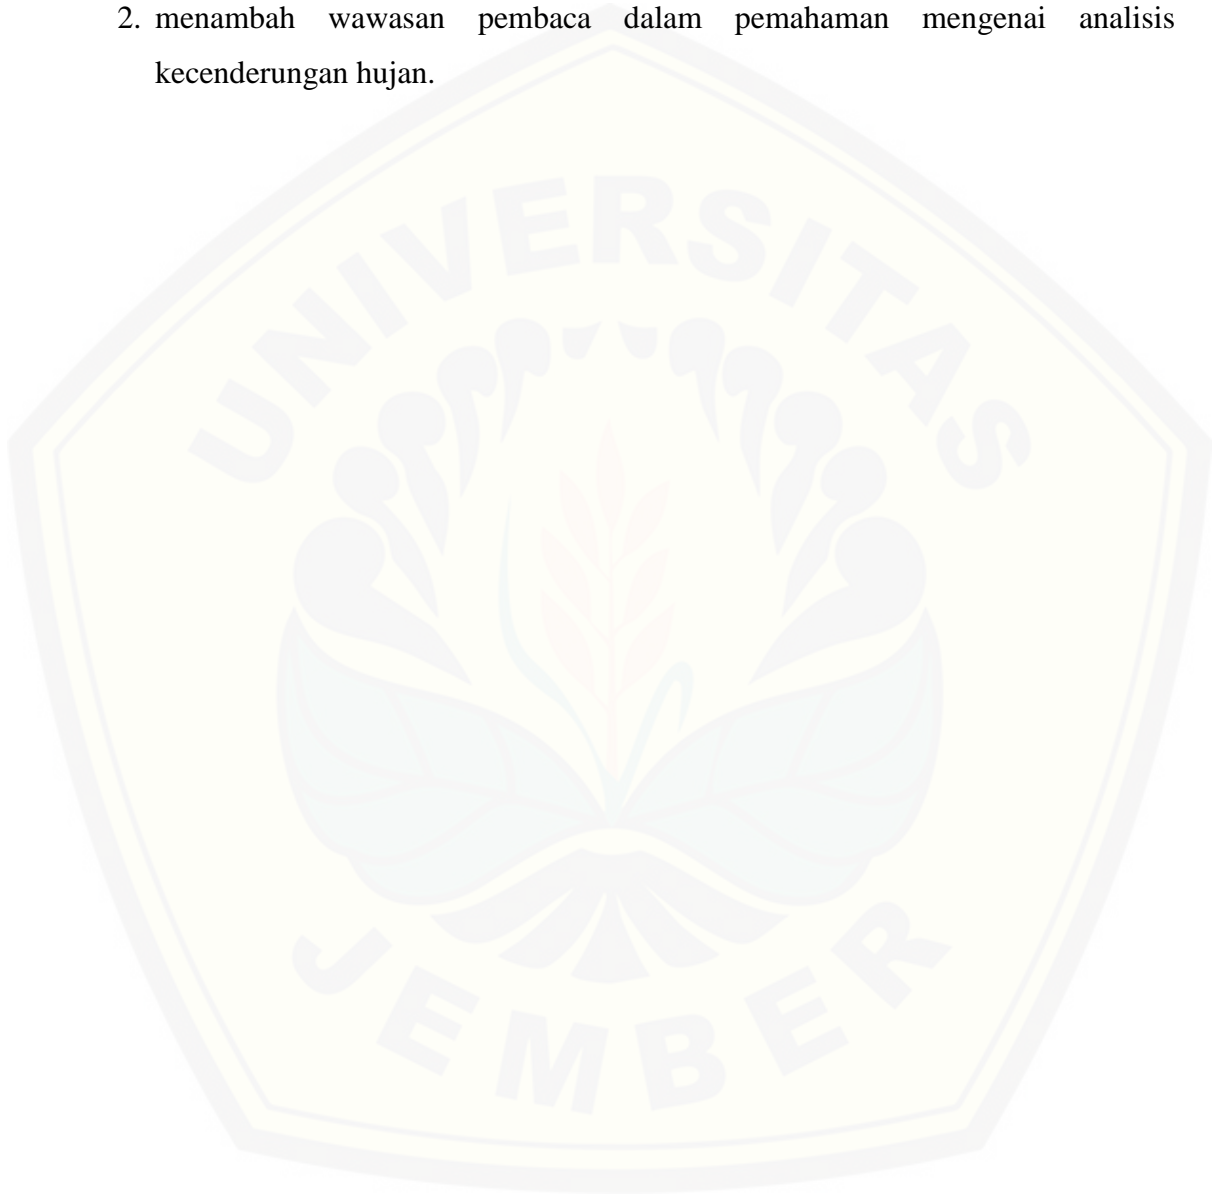 2. menambah wawasan pembaca dalam pemahaman mengenai analisis
kecenderungan hujan.
UNIVERSITAS
JEMBER